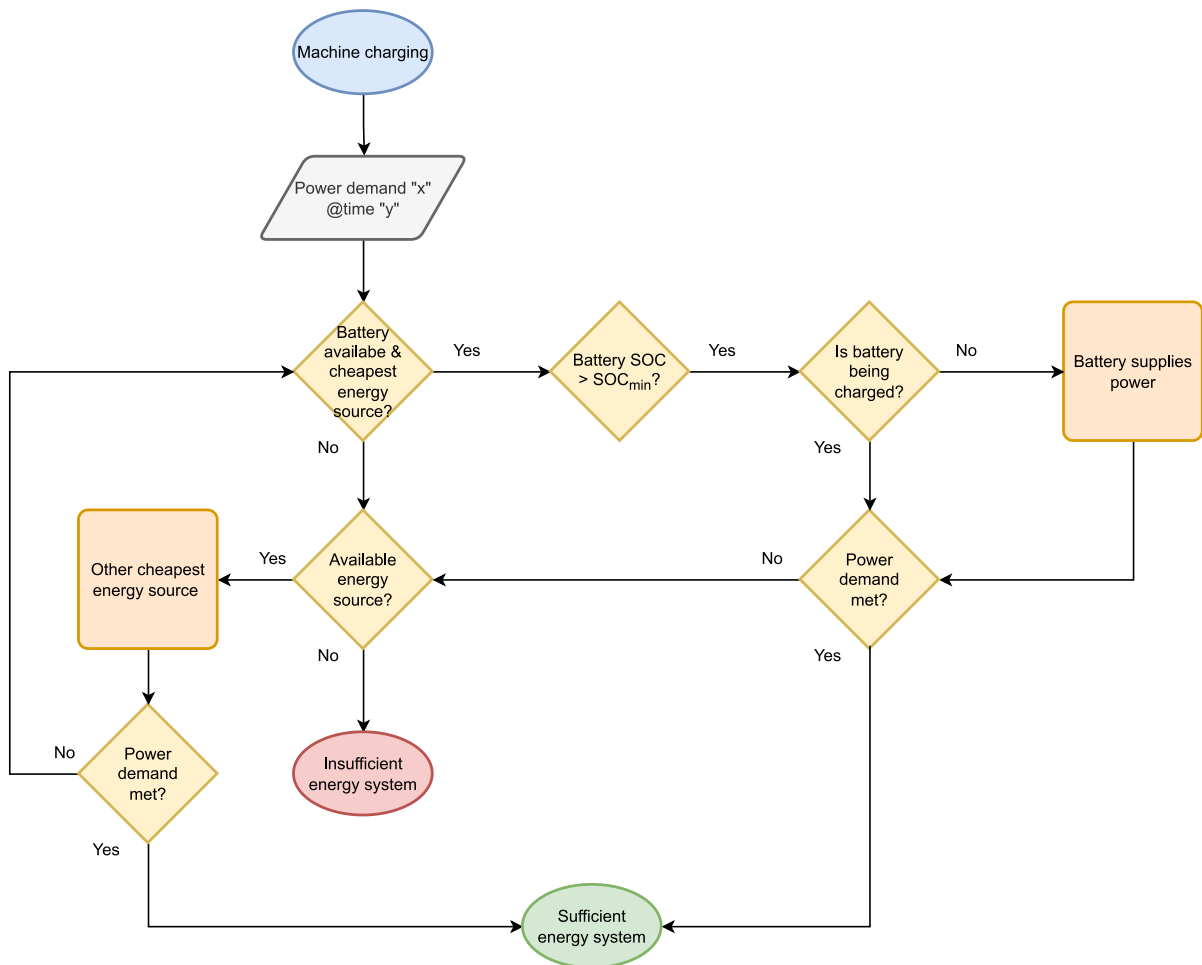 Machine charging
Power demand "x"
@time "y"
Battery
availabe &
cheapest
energy
source?
Yes
Battery SOC
> SOCmin?
Yes
Is battery
being
charged?
No
Battery supplies
power
No
Yes
Other cheapest
energy source
Yes
Available
energy
source?
No
Power
demand
met?
No
Yes
No
Power
demand
met?
Insufficient
energy system
Yes
Sufficient
energy system